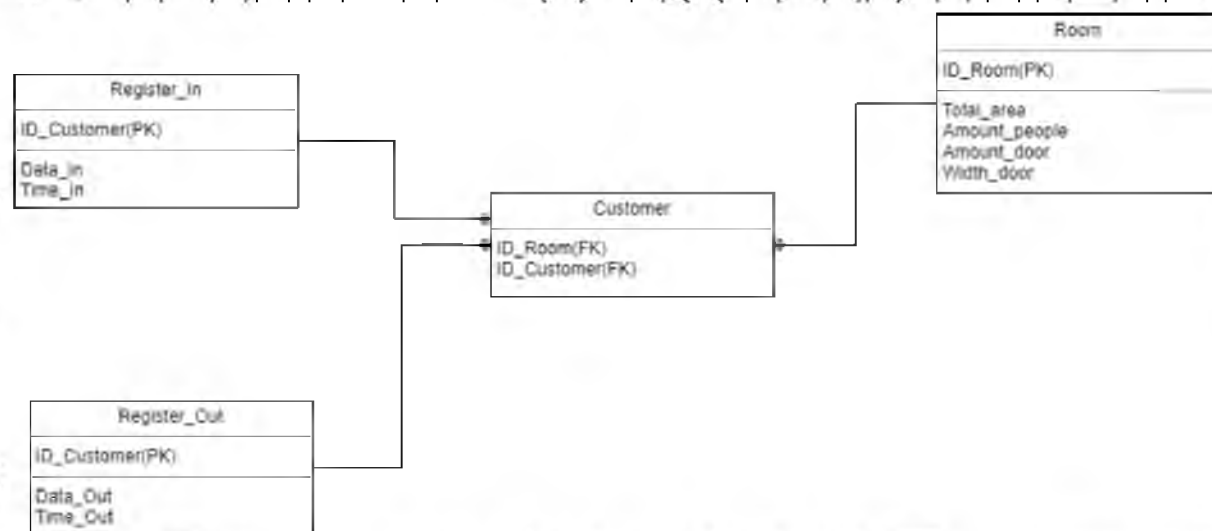 Room
ID_Room(PK)
Total_area
Amount_people
Amount_door
Width_door
Register_In
ID_Customer(PK)
Data_In
Time_in
Customer
ID_Room(FK)
ID_Customer(FK)
Register_Out
ID_Customer(PK)
Data_Out
Time_Out